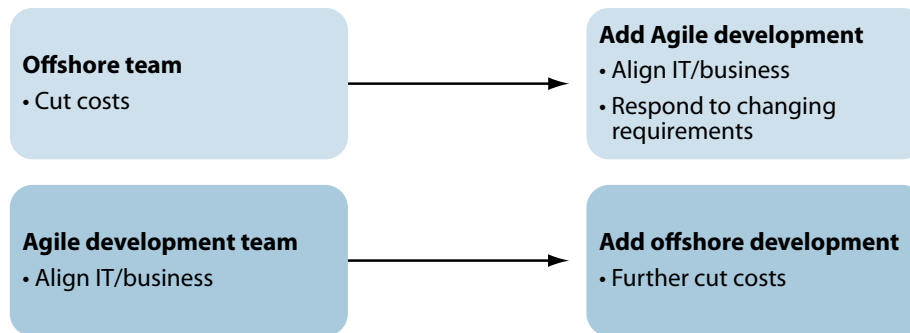 Offshore team
• Cut costs
Add Agile development
• Align IT/business
• Respond to changing
requirements
Agile development team
• Align IT/business
Add offshore development
• Further cut costs